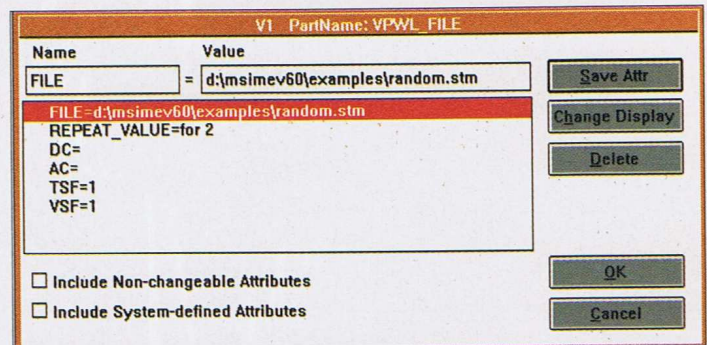 V1 PartName: VPWL_FILE
Name Value
FILE = d:\msimev60\examples\random.stm
Save Attr
FILE=d:\msimev60\examples\random.stm
Change Display
REPEAT_VALUE=for 2
DC=
Delete
AC=
TSF=1
VSF=1
Include Non-changeable Attributes
OK
Include System-defined Attributes
Cancel